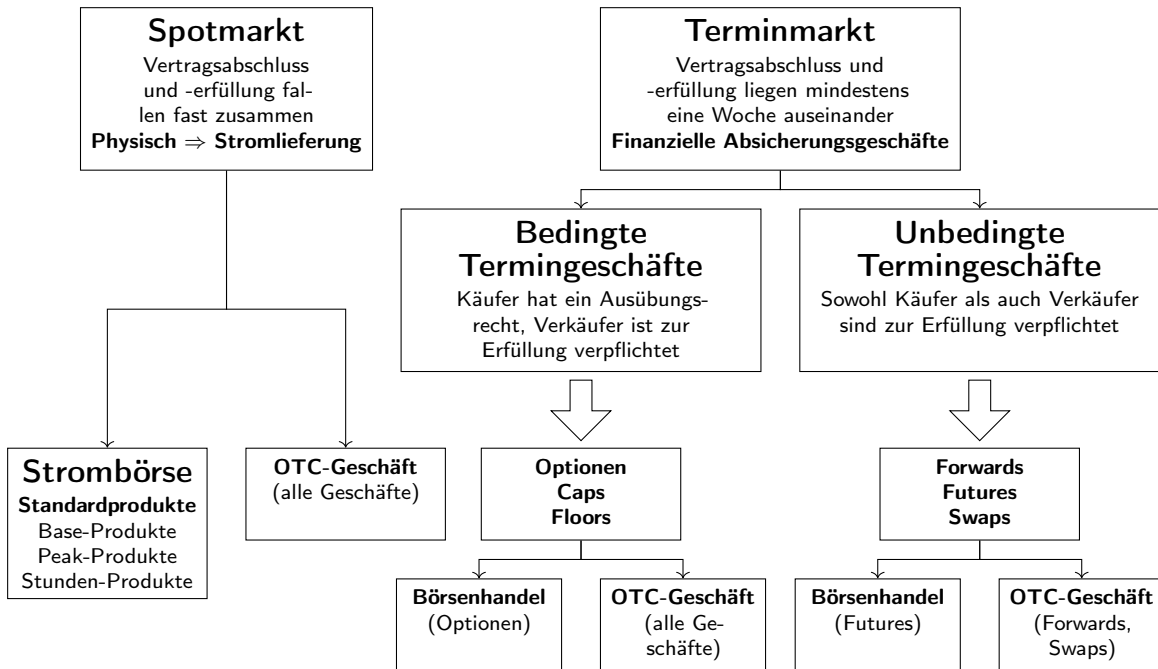 Spotmarkt
Vertragsabschluss
und -erfüllung fal-
len fast zusammen
Physisch ⇒ Stromlieferung
Terminmarkt
Vertragsabschluss und
-erfüllung liegen mindestens
eine Woche auseinander
Finanzielle Absicherungsgeschäfte
Bedingte
Termingeschäfte
Käufer hat ein Ausübungs-
recht, Verkäufer ist zur
Erfüllung verpflichtet
Unbedingte
Termingeschäfte
Sowohl Käufer als auch Verkäufer
sind zur Erfüllung verpflichtet
Strombörse
Standardprodukte
Base-Produkte
Peak-Produkte
Stunden-Produkte
OTC-Geschäft
(alle Geschäfte)
Optionen
Caps
Floors
Forwards
Futures
Swaps
Börsenhandel
(Optionen)
OTC-Geschäft
(alle Ge-
schäfte)
Börsenhandel
(Futures)
OTC-Geschäft
(Forwards,
Swaps)